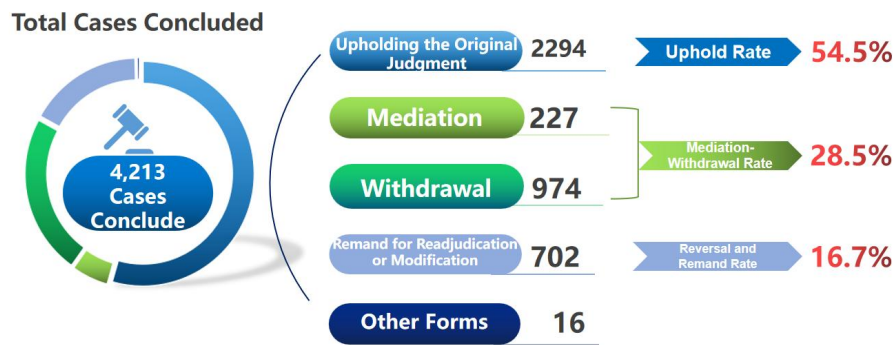 Total Cases Concluded
4,213
Cases
Conclude
Upholding the Original
Judgment
2294
Uphold Rate
54.5%
Mediation
227
Withdrawal
974
Mediation-
Withdrawal Rate
28.5%
Remand for Readjudication
or Modification
702
Reversal and
Remand Rate
16.7%
Other Forms
16